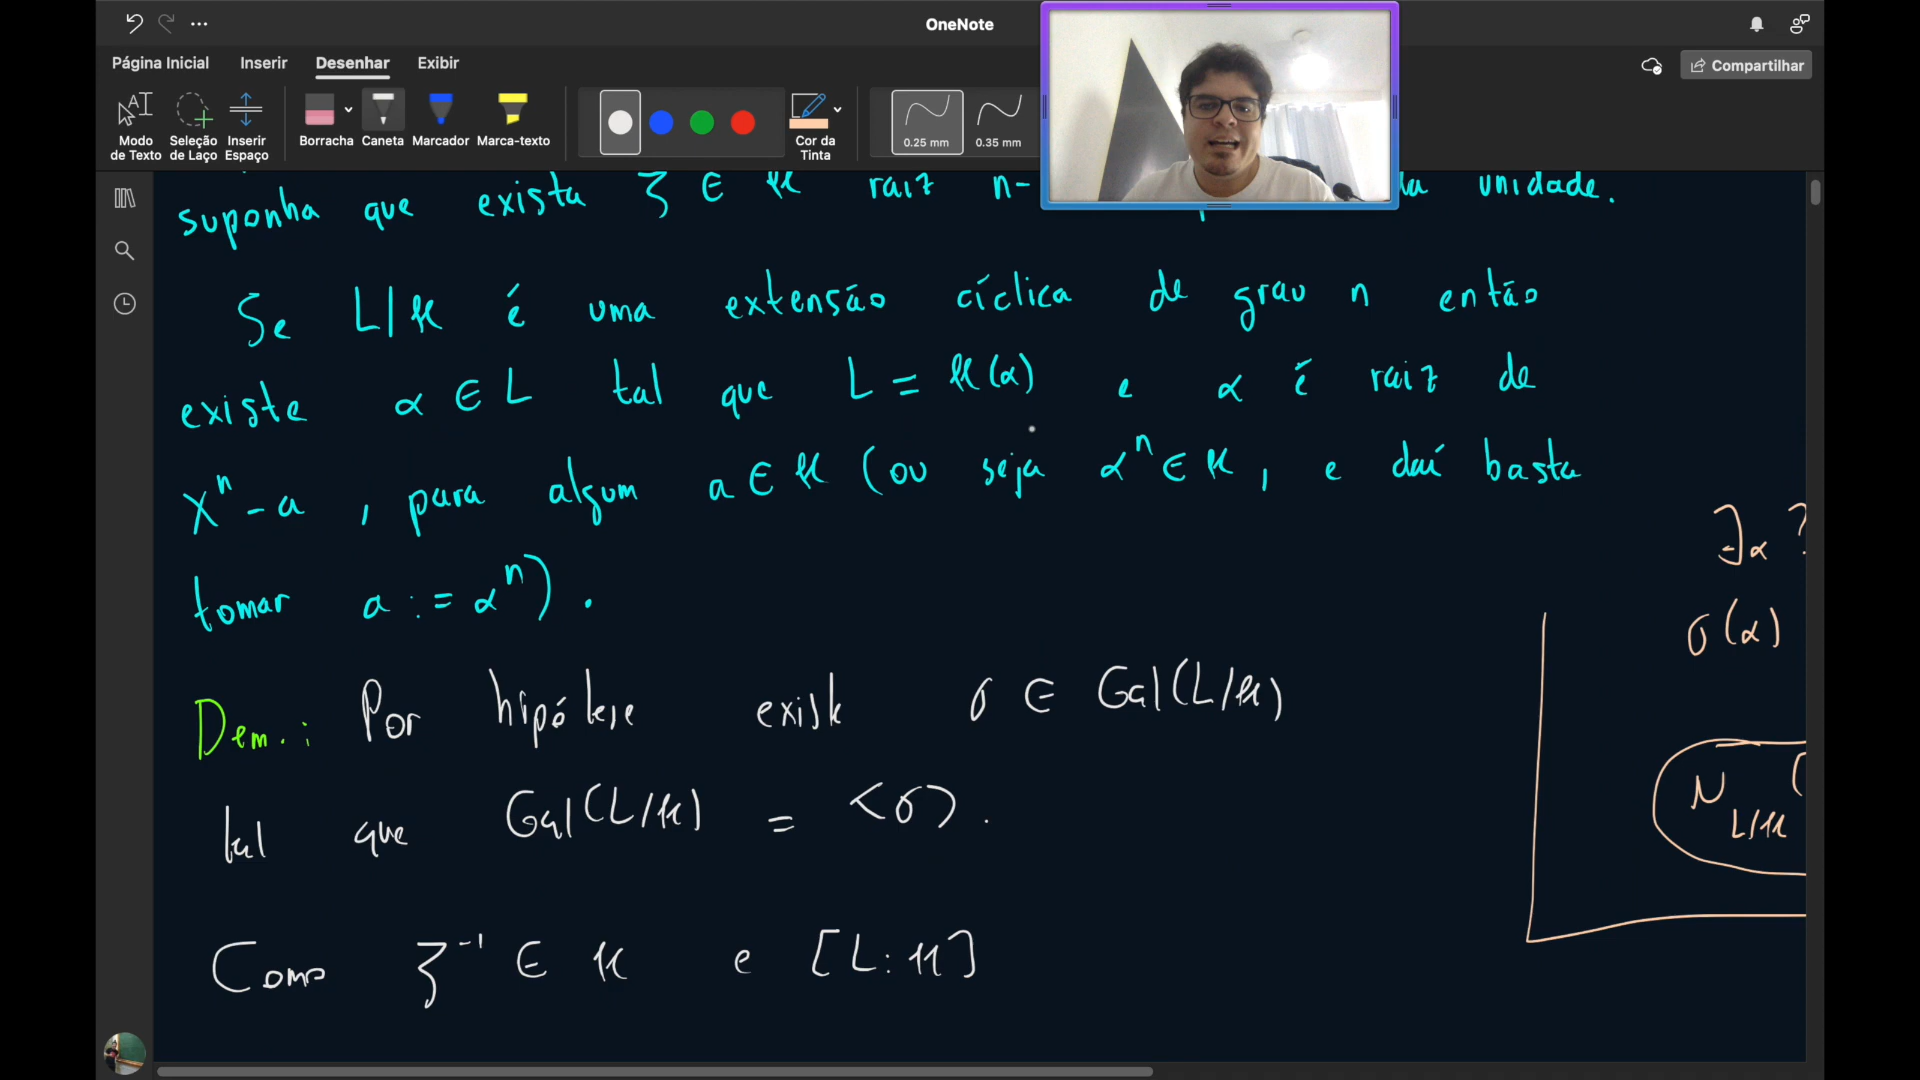 OneNote
Página Inicial Inserir Desenhar Exibir
Compartilhar
Modo de Texto
Seleção de Laço
Inserir Espaço
Borracha
Caneta
Marcador
Marca-texto
Cor da Tinta
0.25 mm
0.35 mm
suponha que exista ζ ∈ K raiz n- da unidade.
Se L/K é uma extensão cíclica de grau n então
existe α ∈ L tal que L = K(α) e α é raiz de
X^n - a, para algum a ∈ K (ou seja α^n ∈ K, e daí basta
tomar a := α^n).
Dem.: Por hipótese existe σ ∈ Gal(L/K)
tal que Gal(L/K) = <σ>.
Como ζ^-1 ∈ K e [L:K]
∃α ?
σ(α)
N L/K (